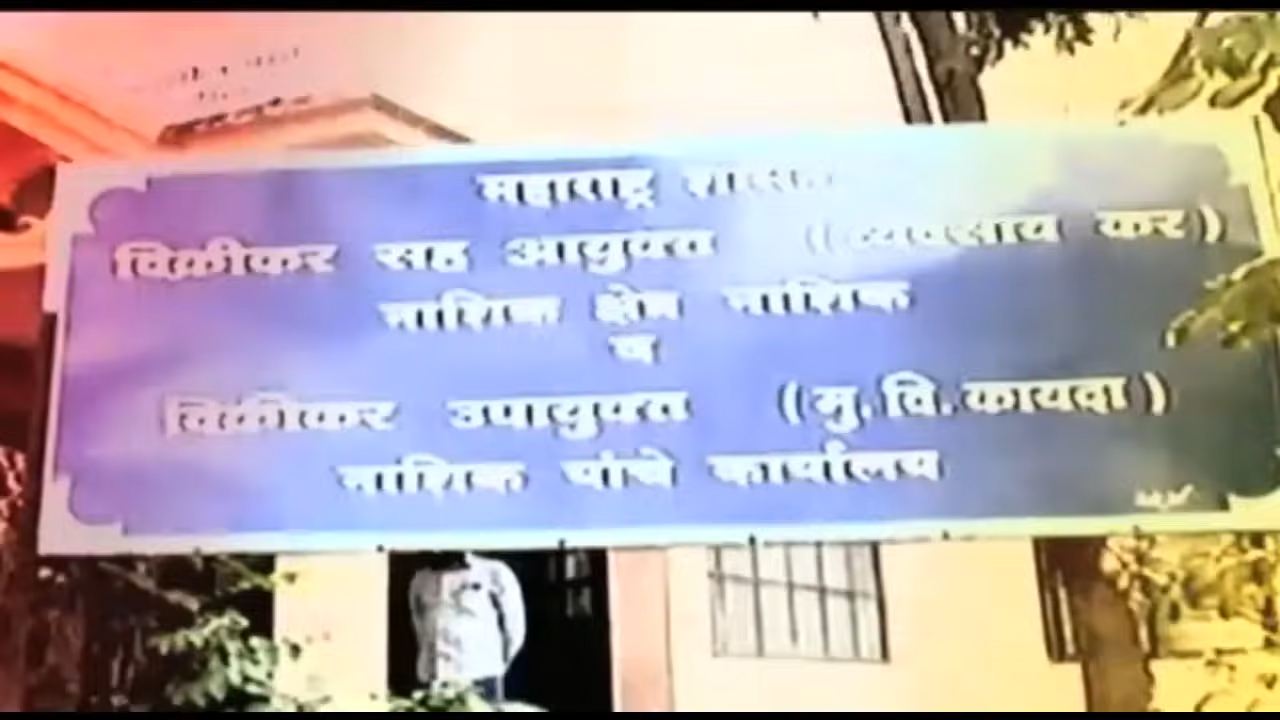 महाराष्ट्र शासन
विक्रीकर सह आयुक्त (व्यवसाय कर)
नाशिक क्षेत्र नाशिक
व
विक्रीकर उपायुक्त (मु.वि.कायदा)
नाशिक यांचे कार्यालय